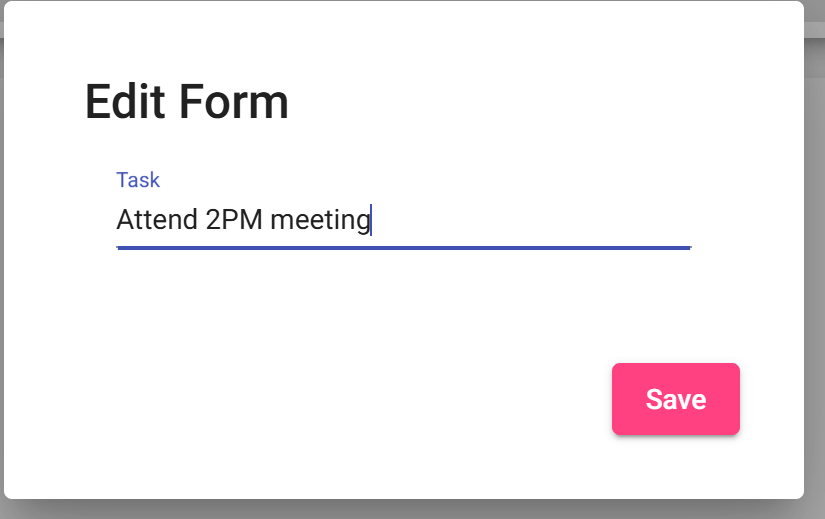 Edit Form
Task
Attend 2PM meeting
Save